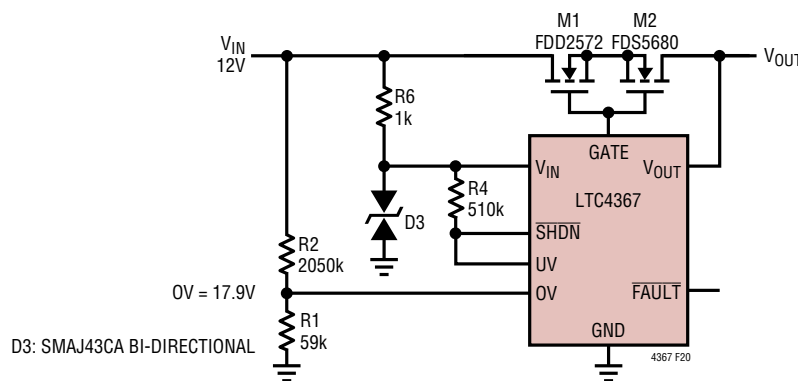 M1
FDD2572
M2
FDS5680
VIN
12V
VOUT
R6
1k
GATE
VIN
VOUT
R4
510k
LTC4367
D3
SHDN
R2
2050k
UV
OV = 17.9V
OV
FAULT
R1
59k
GND
D3: SMAJ43CA BI-DIRECTIONAL
4367 F20